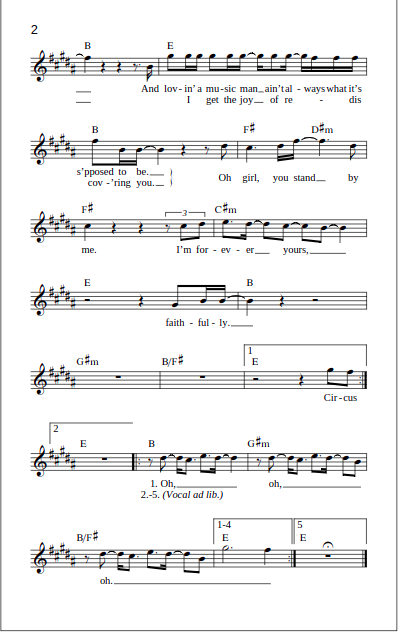 2
B E
And lov-in' a mu-sic man_ ain't al - ways what it's
I get the joy_ of re - dis
B F♯ D♯m
s'pposed to be._ )
cov -'ring you._ )
Oh girl, you stand_ by
F♯ 3 C♯m
me. I'm for - ev - er_ yours,_
E B
faith - ful - ly._
G♯m B/F♯ 1 E
Cir-cus
2
E B G♯m
1. Oh,_ oh,_
2.-5. (Vocal ad lib.)
B/F♯ 1-4 E 5 E
oh._